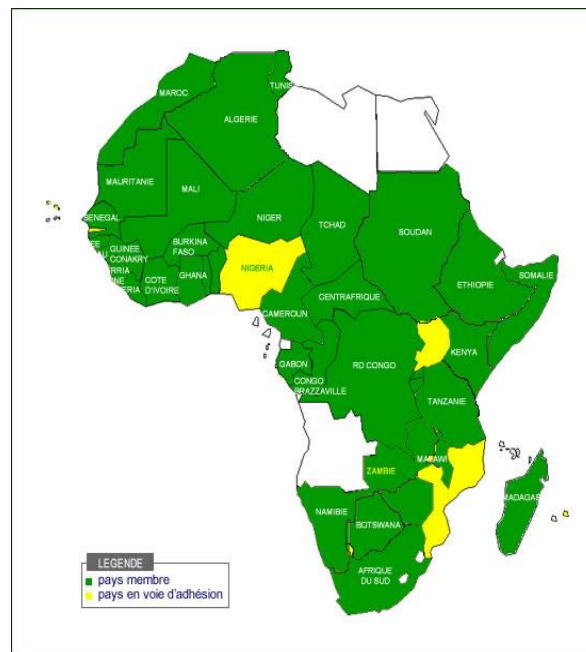 TUNIS
MAROC
ALGERIE
MAURITANIE
MALI
NIGER
TCHAD
SOUDAN
SENEGAL
GUINEE
CONAKRY
BURKINA
FASO
NIGERIA
COTE
D'IVOIRE
GHANA
CENTRAFRIQUE
ETHIOPIE
SOMALIE
CAMEROUN
GABON
CONGO
BRAZZAVILLE
RD CONGO
KENYA
TANZANIE
ZAMBIE
NAMIBIE
BOTSWANA
MADAGAS
AFRIQUE
DU SUD
LEGENDE
pays membre
pays en voie d'adhésion